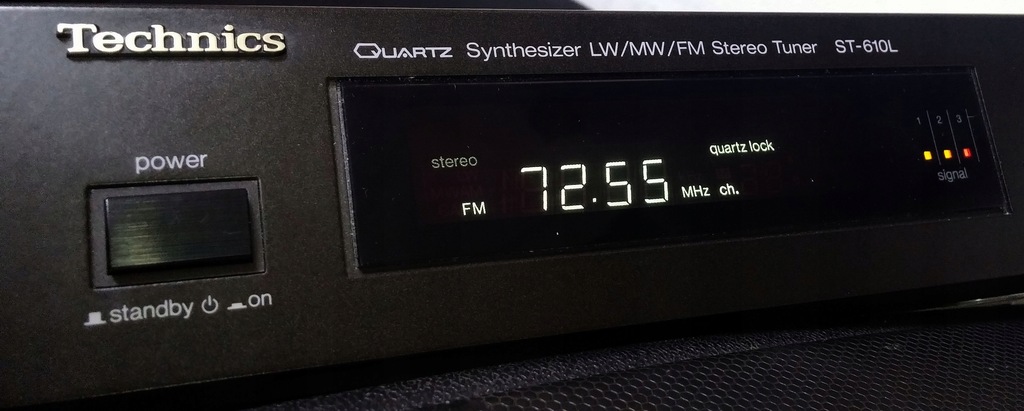 Technics
QUARTZ Synthesizer LW/MW/FM Stereo Tuner ST-610L
power
standby on
stereo
quartz lock
FM 72.55 MHz ch.
1 2 3
signal